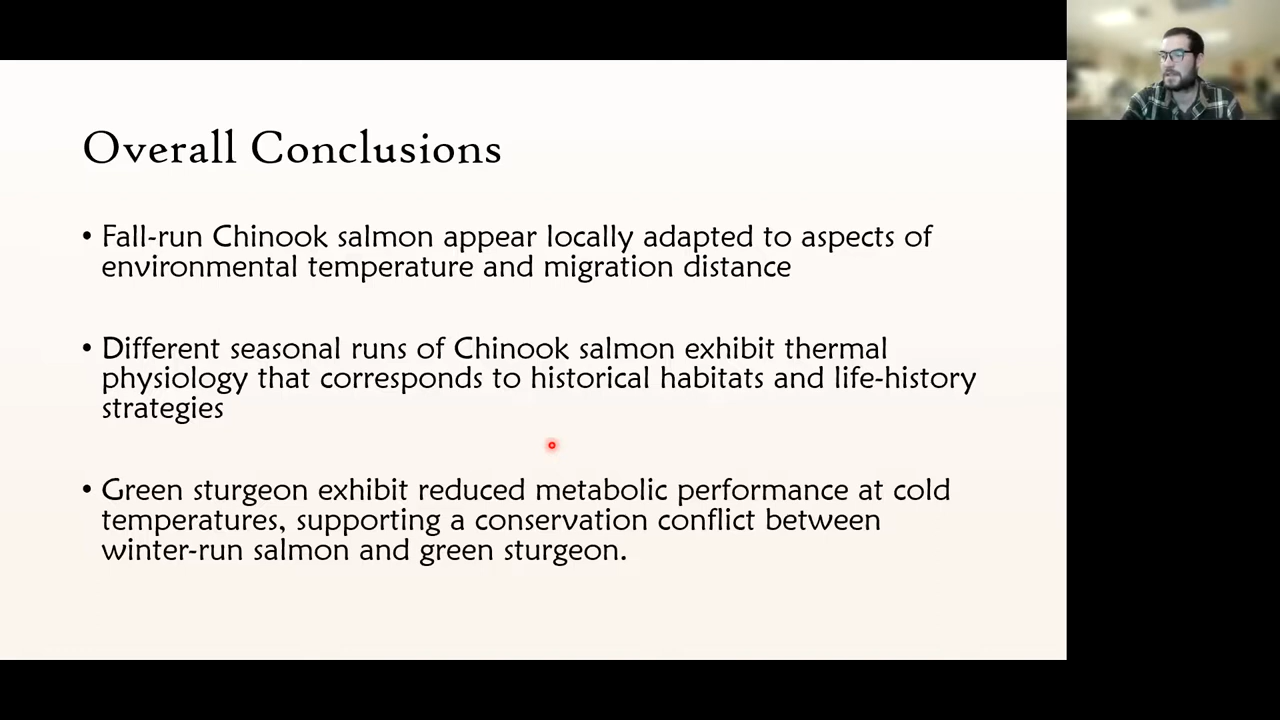 Overall Conclusions
• Fall-run Chinook salmon appear locally adapted to aspects of
environmental temperature and migration distance
• Different seasonal runs of Chinook salmon exhibit thermal
physiology that corresponds to historical habitats and life-history
strategies
• Green sturgeon exhibit reduced metabolic performance at cold
temperatures, supporting a conservation conflict between
winter-run salmon and green sturgeon.